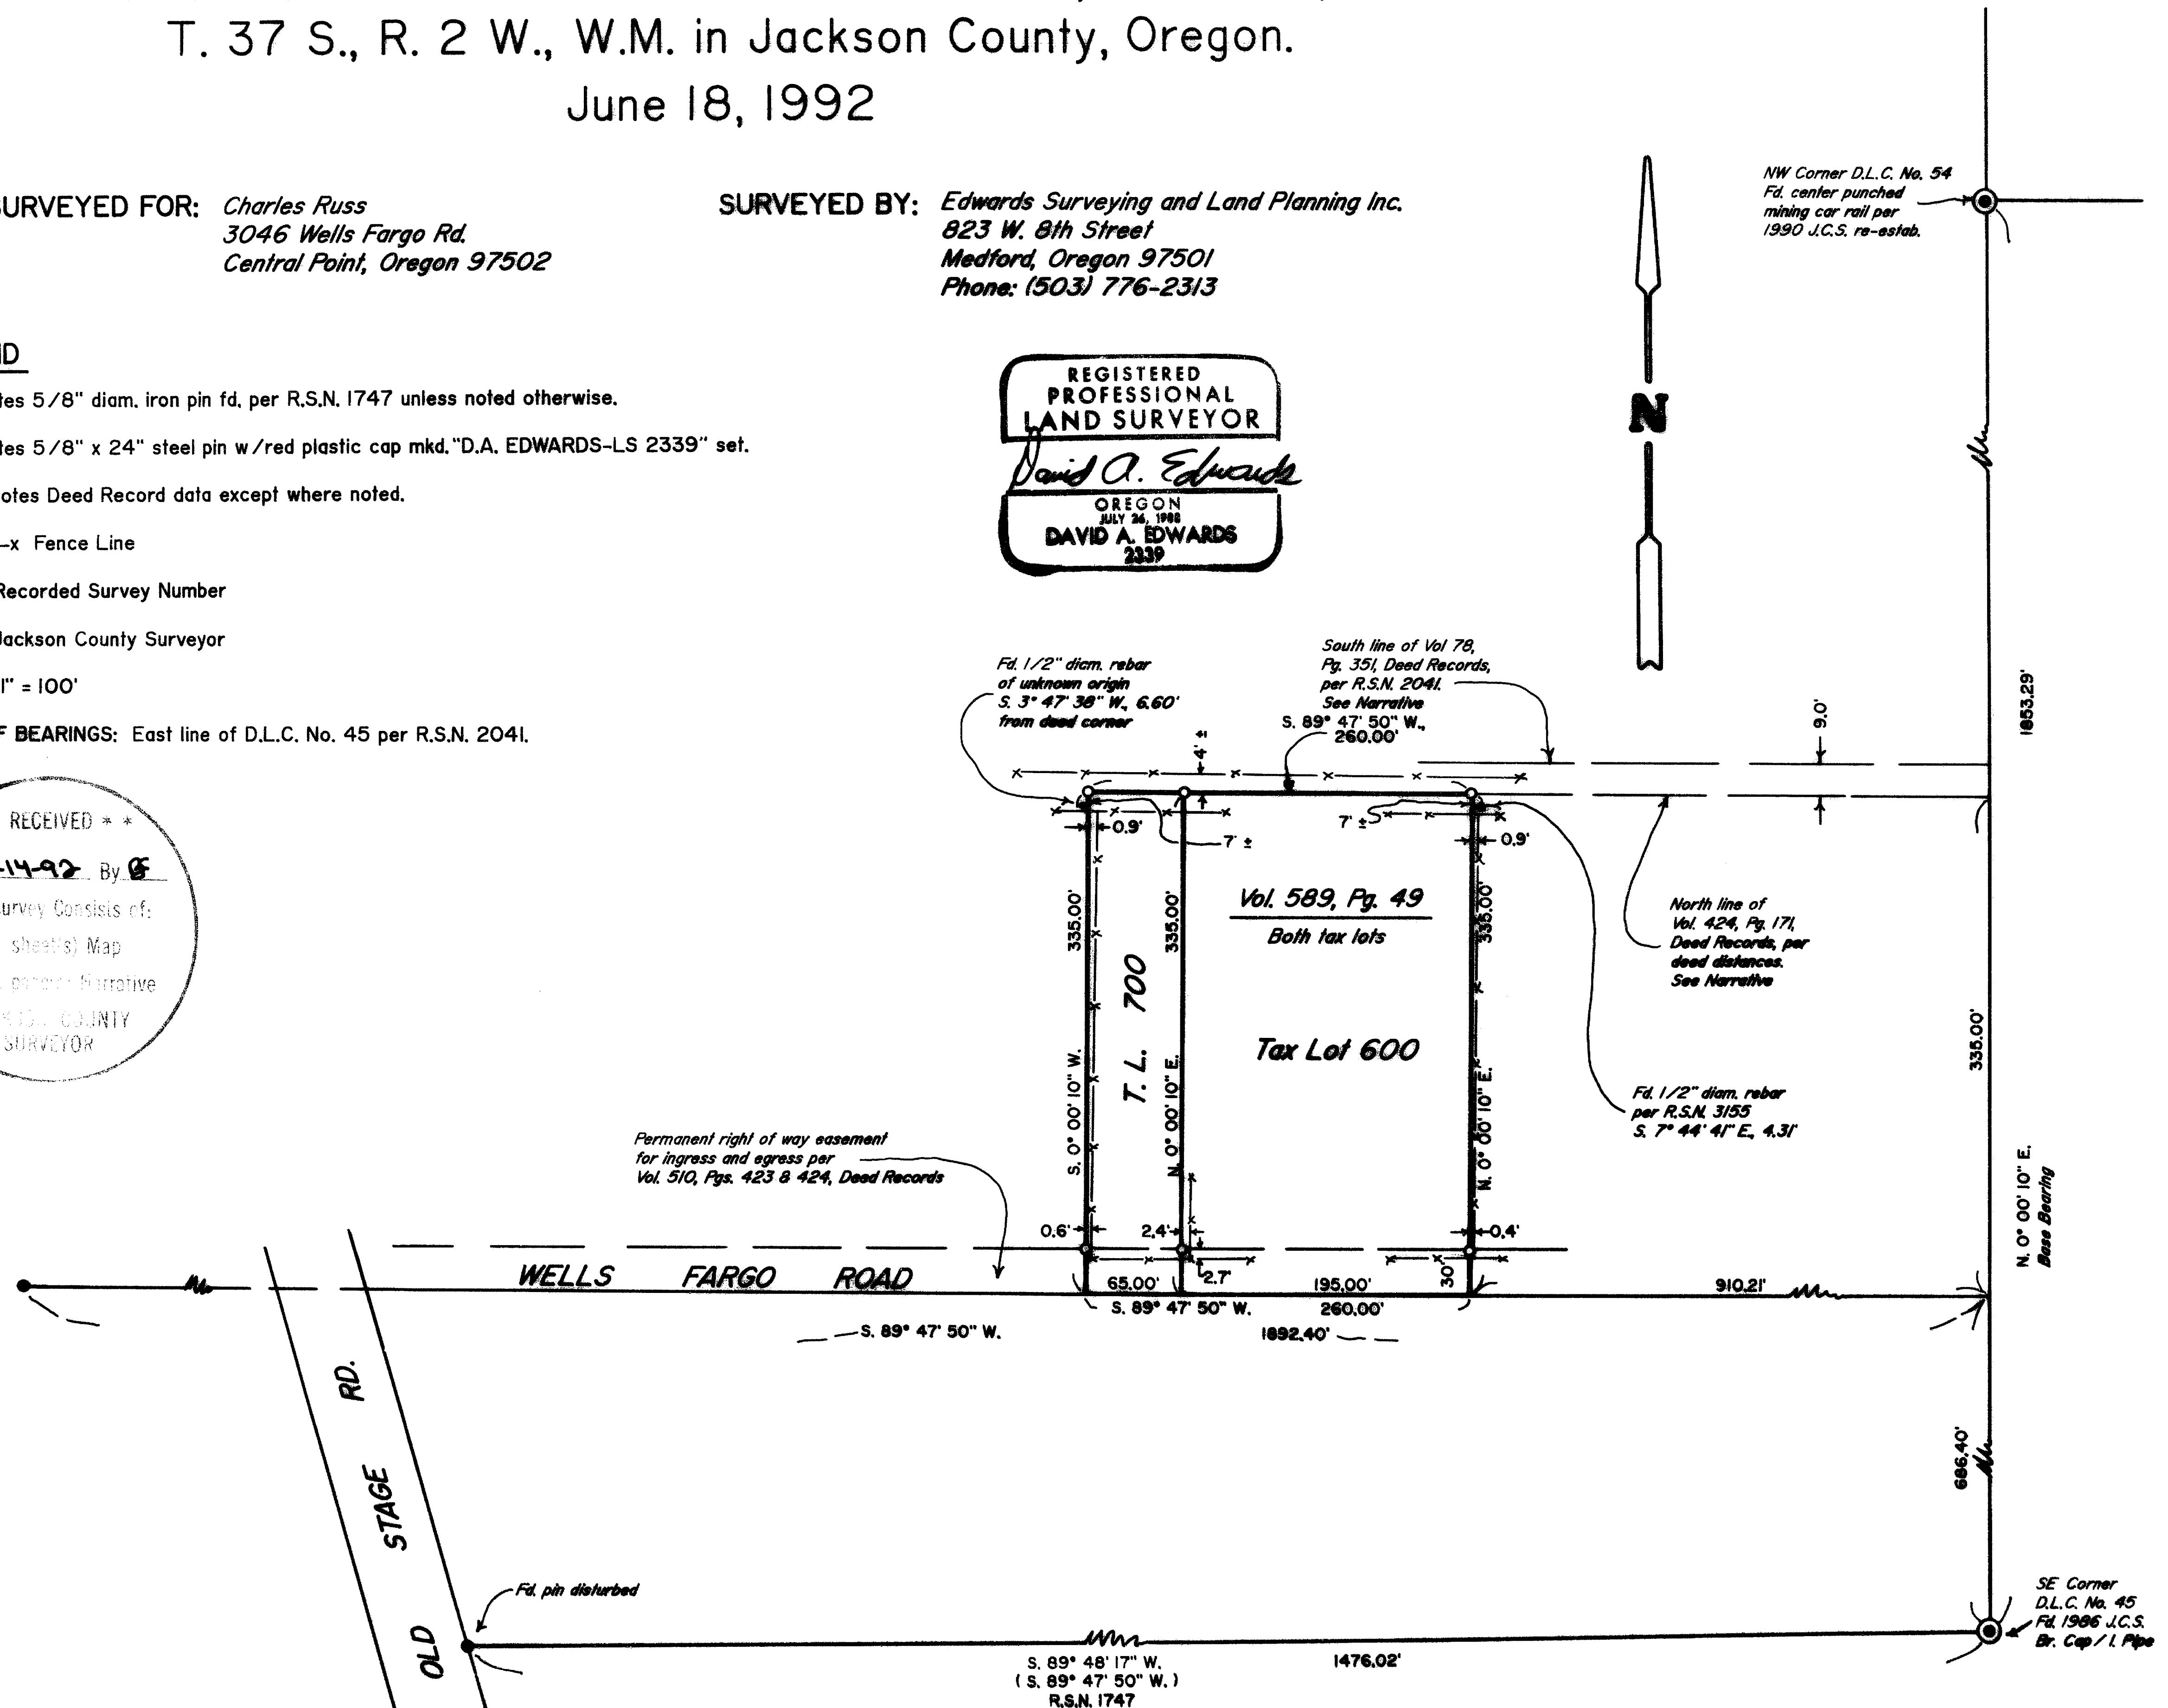 T. 37 S., R. 2 W., W.M. in Jackson County, Oregon.
June 18, 1992
SURVEYED FOR: Charles Russ
3046 Wells Fargo Rd.
Central Point, Oregon 97502
SURVEYED BY: Edwards Surveying and Land Planning Inc.
823 W. 8th Street
Medford, Oregon 97501
Phone: (503) 776-2313
NW Corner D.L.C. No. 54
Fd. center punched
mining car rail per
1990 J.C.S. re-estab.
5/8" diam. iron pin fd. per R.S.N. 1747 unless noted otherwise.
5/8" x 24" steel pin w/red plastic cap mkd. "D.A. EDWARDS-LS 2339" set.
Deed Record data except where noted.
-x Fence Line
Recorded Survey Number
Jackson County Surveyor
1" = 100'
BEARINGS: East line of D.L.C. No. 45 per R.S.N. 2041.
REGISTERED
PROFESSIONAL
LAND SURVEYOR
David A. Edwards
OREGON
JULY 26, 1988
DAVID A. EDWARDS
2339
N
RECEIVED * *
-14-92 By
Survey Consists of:
sheet(s) Map
Narrative
COUNTY
SURVEYOR
Fd. 1/2" diam. rebar
of unknown origin
S. 3° 47' 38" W., 6.60'
from deed corner
South line of Vol 78,
Pg. 351, Deed Records,
per R.S.N. 2041.
See Narrative
S. 89° 47' 50" W.,
260.00'
4' ±
9.0'
1853.29'
0.9'
7' ±
7' ±
0.9'
335.00'
335.00'
335.00'
Vol. 589, Pg. 49
Both tax lots
North line of
Vol. 424, Pg. 171,
Deed Records, per
deed distances.
See Narrative
T. L. 700
Tax Lot 600
335.00'
S. 0° 00' 10" W.
N. 0° 00' 10" E.
N. 0° 00' 10" E.
Fd. 1/2" diam. rebar
per R.S.N. 3155
S. 7° 44' 41" E., 4.31'
Permanent right of way easement
for ingress and egress per
Vol. 510, Pgs. 423 & 424, Deed Records
N. 0° 00' 10" E.
Base Bearing
0.6'
2.4'
0.4'
WELLS FARGO ROAD
65.00'
2.7'
195.00'
30'
910.21'
S. 89° 47' 50" W.
260.00'
S. 89° 47' 50" W.
1892.40'
OLD STAGE RD.
686.40'
Fd. pin disturbed
SE Corner
D.L.C. No. 45
Fd. 1986 J.C.S.
Br. Cap / I. Pipe
S. 89° 48' 17" W.
1476.02'
( S. 89° 47' 50" W. )
R.S.N. 1747